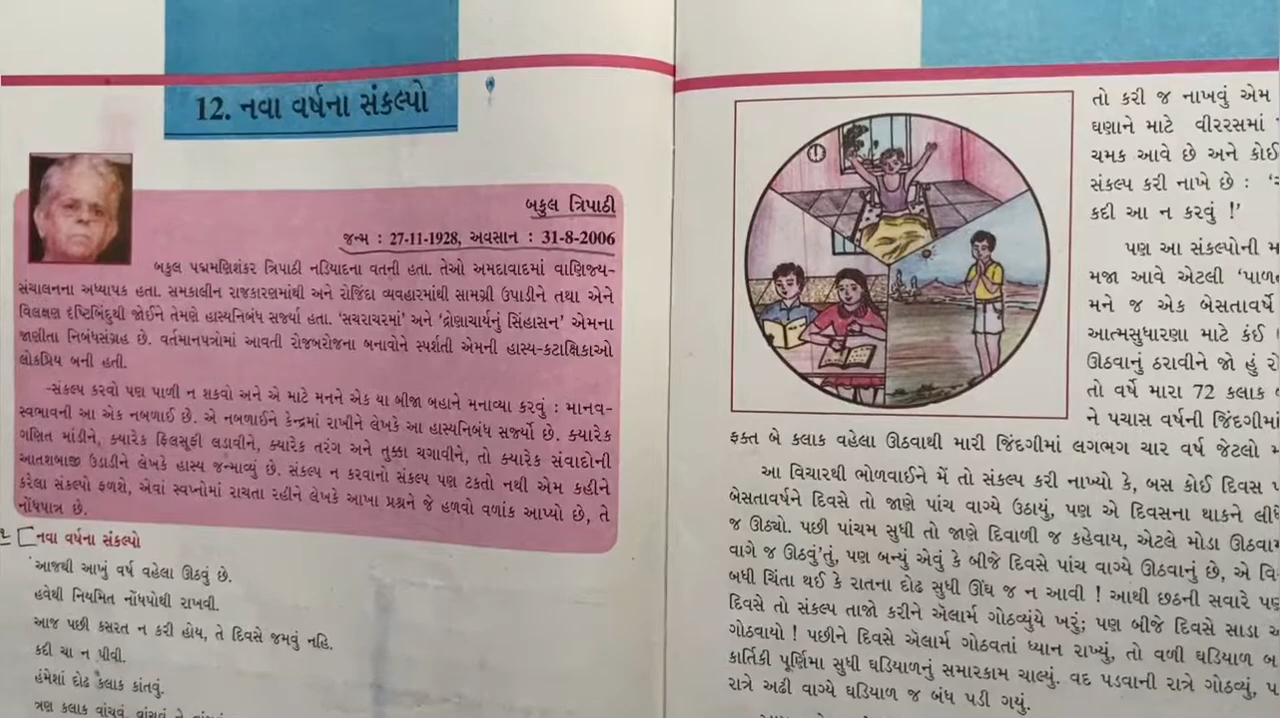 12. નવા વર્ષના સંકલ્પો
બકુલ ત્રિપાઠી
જન્મ : 27-11-1928, અવસાન : 31-8-2006
બકુલ પદ્મમણિશંકર ત્રિપાઠી નડિયાદના વતની હતા. તેઓ અમદાવાદમાં વાણિજ્ય-
સંચાલનના અધ્યાપક હતા. સમકાલીન રાજકારણમાંથી અને રોજિંદા વ્યવહારમાંથી સામગ્રી ઉપાડીને તથા એને
વિલક્ષણ દૃષ્ટિબિંદુથી જોઈને તેમણે હાસ્યનિબંધ સર્જ્યા હતા. ‘સચરાચરમાં’ અને ‘દ્રોણાચાર્યનું સિંહાસન’ એમના
જાણીતા નિબંધસંગ્રહ છે. વર્તમાનપત્રોમાં આવતી રોજબરોજના બનાવોને સ્પર્શતી એમની હાસ્ય-કટાક્ષિકાઓ
લોકપ્રિય બની હતી.
-સંકલ્પ કરવો પણ પાળી ન શકવો અને એ માટે મનને એક યા બીજા બહાને મનાવ્યા કરવું : માનવ-
સ્વભાવની આ એક નબળાઈ છે. એ નબળાઈને કેન્દ્રમાં રાખીને લેખકે આ હાસ્યનિબંધ સર્જ્યો છે. ક્યારેક
ગણિત માંડીને, ક્યારેક ફિલસૂફી લડાવીને, ક્યારેક તરંગ અને તુક્કા ચગાવીને, તો ક્યારેક સંવાદોની
આતશબાજી ઉડાડીને લેખકે હાસ્ય જન્માવ્યું છે. સંકલ્પ ન કરવાનો સંકલ્પ પણ ટકતો નથી એમ કહીને
કરેલા સંકલ્પો ફળશે, એવાં સ્વપ્નોમાં રાચતા રહીને લેખકે આખા પ્રશ્નને જે હળવો વળાંક આપ્યો છે, તે
નોંધપાત્ર છે.
નવા વર્ષના સંકલ્પો
આજથી આખું વર્ષ વહેલા ઊઠવું છે.
હવેથી નિયમિત નોંધપોથી રાખવી.
આજ પછી કસરત ન કરી હોય, તે દિવસે જમવું નહિ.
કદી ચા ન પીવી.
હંમેશાં દોઢ કલાક કાંતવું.
ત્રણ કલાક વાંચવું, વાંચવું ને
તો કરી જ નાખવું એમ
ઘણાને માટે વીરરસમાં
ચમક આવે છે અને કોઈ
સંકલ્પ કરી નાખે છે :
કદી આ ન કરવું !’
પણ આ સંકલ્પોની
મજા આવે એટલી
મને જ એક બેસતાવર્ષે
આત્મસુધારણા માટે કંઈ
ઊઠવાનું ઠરાવીને જો હું
તો વર્ષે મારા 72 કલાક
ને પચાસ વર્ષની જિંદગીમાં
ફક્ત બે કલાક વહેલા ઊઠવાથી મારી જિંદગીમાં લગભગ ચાર વર્ષ જેટલો
આ વિચારથી ભોળવાઈને મેં તો સંકલ્પ કરી નાખ્યો કે, બસ કોઈ દિવસ
બેસતાવર્ષને દિવસે તો જાણે પાંચ વાગ્યે ઉઠાયું, પણ એ દિવસના થાકને
જ ઊઠ્યો. પછી પાંચમ સુધી તો જાણે દિવાળી જ કહેવાય, એટલે મોડા
વાગે જ ઊઠવું’તું, પણ બન્યું એવું કે બીજે દિવસે પાંચ વાગ્યે ઊઠવાનું છે, એ
બધી ચિંતા થઈ કે રાતના દોઢ સુધી ઊંઘ જ ન આવી ! આથી છઠની સવારે
દિવસે તો સંકલ્પ તાજો કરીને ઍલાર્મ ગોઠવ્યુંયે ખરું; પણ બીજે દિવસે સાડા
ગોઠવાયો ! પછીને દિવસે ઍલાર્મ ગોઠવતાં ધ્યાન રાખ્યું, તો વળી ઘડિયાળ
કાર્તિકી પૂર્ણિમા સુધી ઘડિયાળનું સમારકામ ચાલ્યું. વદ પડવાની રાત્રે ગોઠવ્યું,
રાત્રે અઢી વાગ્યે ઘડિયાળ જ બંધ પડી ગયું.